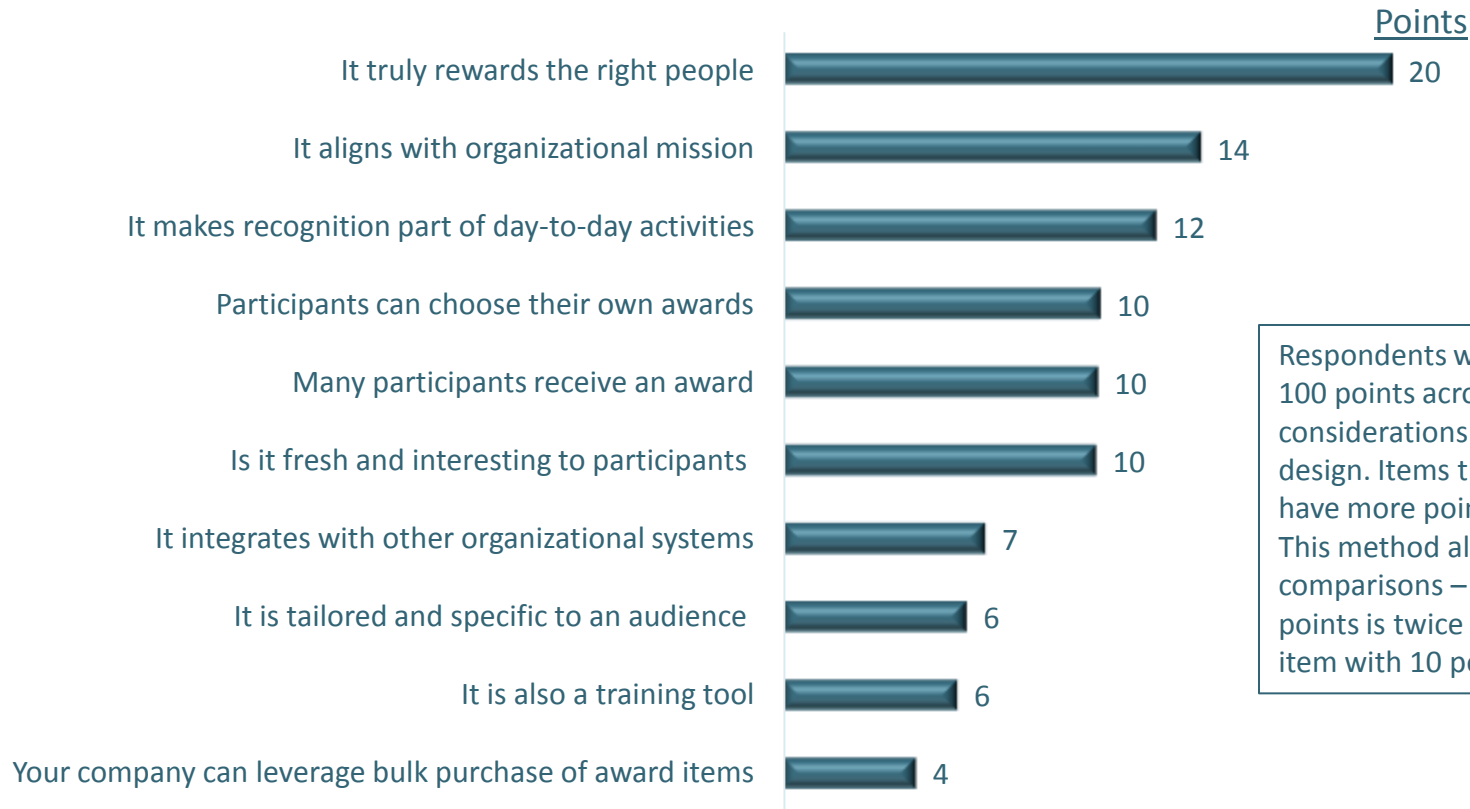 Points
It truly rewards the right people 20
It aligns with organizational mission 14
It makes recognition part of day-to-day activities 12
Participants can choose their own awards 10
Many participants receive an award 10
Is it fresh and interesting to participants 10
It integrates with other organizational systems 7
It is tailored and specific to an audience 6
It is also a training tool 6
Your company can leverage bulk purchase of award items 4
Respondents
100 points
considerations
design. Items
have more
This method
comparisons –
points is twice
item with 10